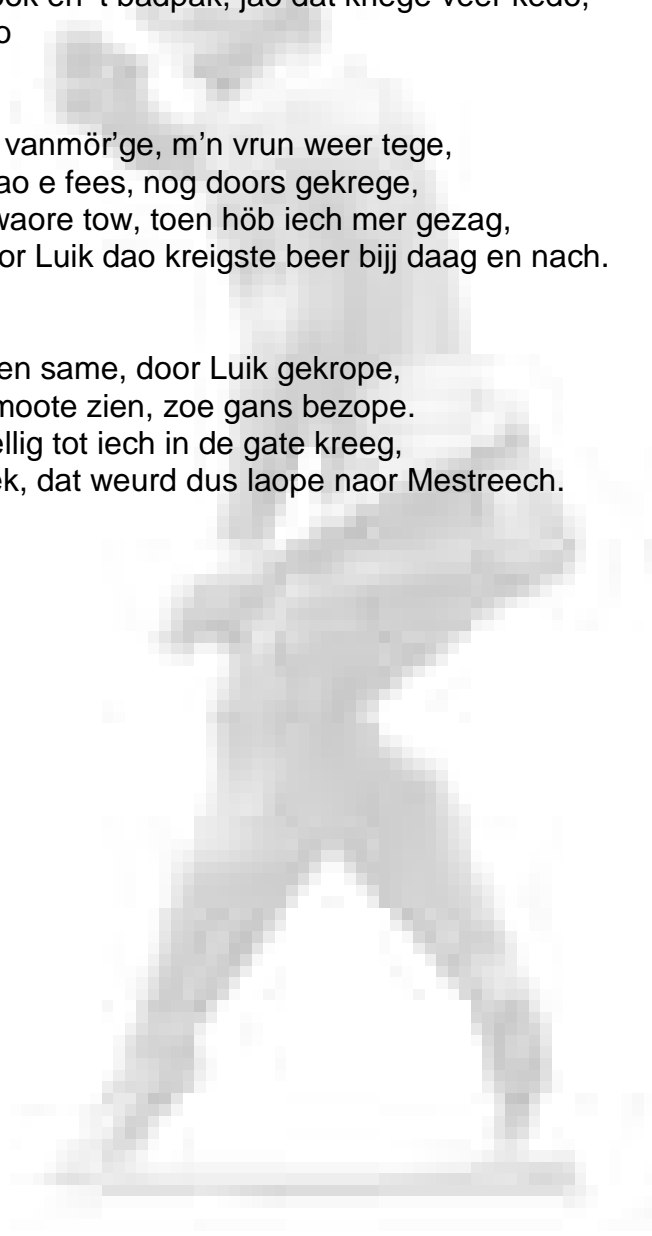 ook en 't badpak, jao dat kriege veer kedo,
o

vanmör'ge, m'n vrun weer tege,
ao e fees, nog doors gekrege,
waore tow, toen höb iech mer gezag,
or Luik dao kreigste beer bijj daag en nach.

en same, door Luik gekrope,
moote zien, zoe gans bezope.
ellig tot iech in de gate kreeg,
ek, dat weurd dus laope naor Mestreech.